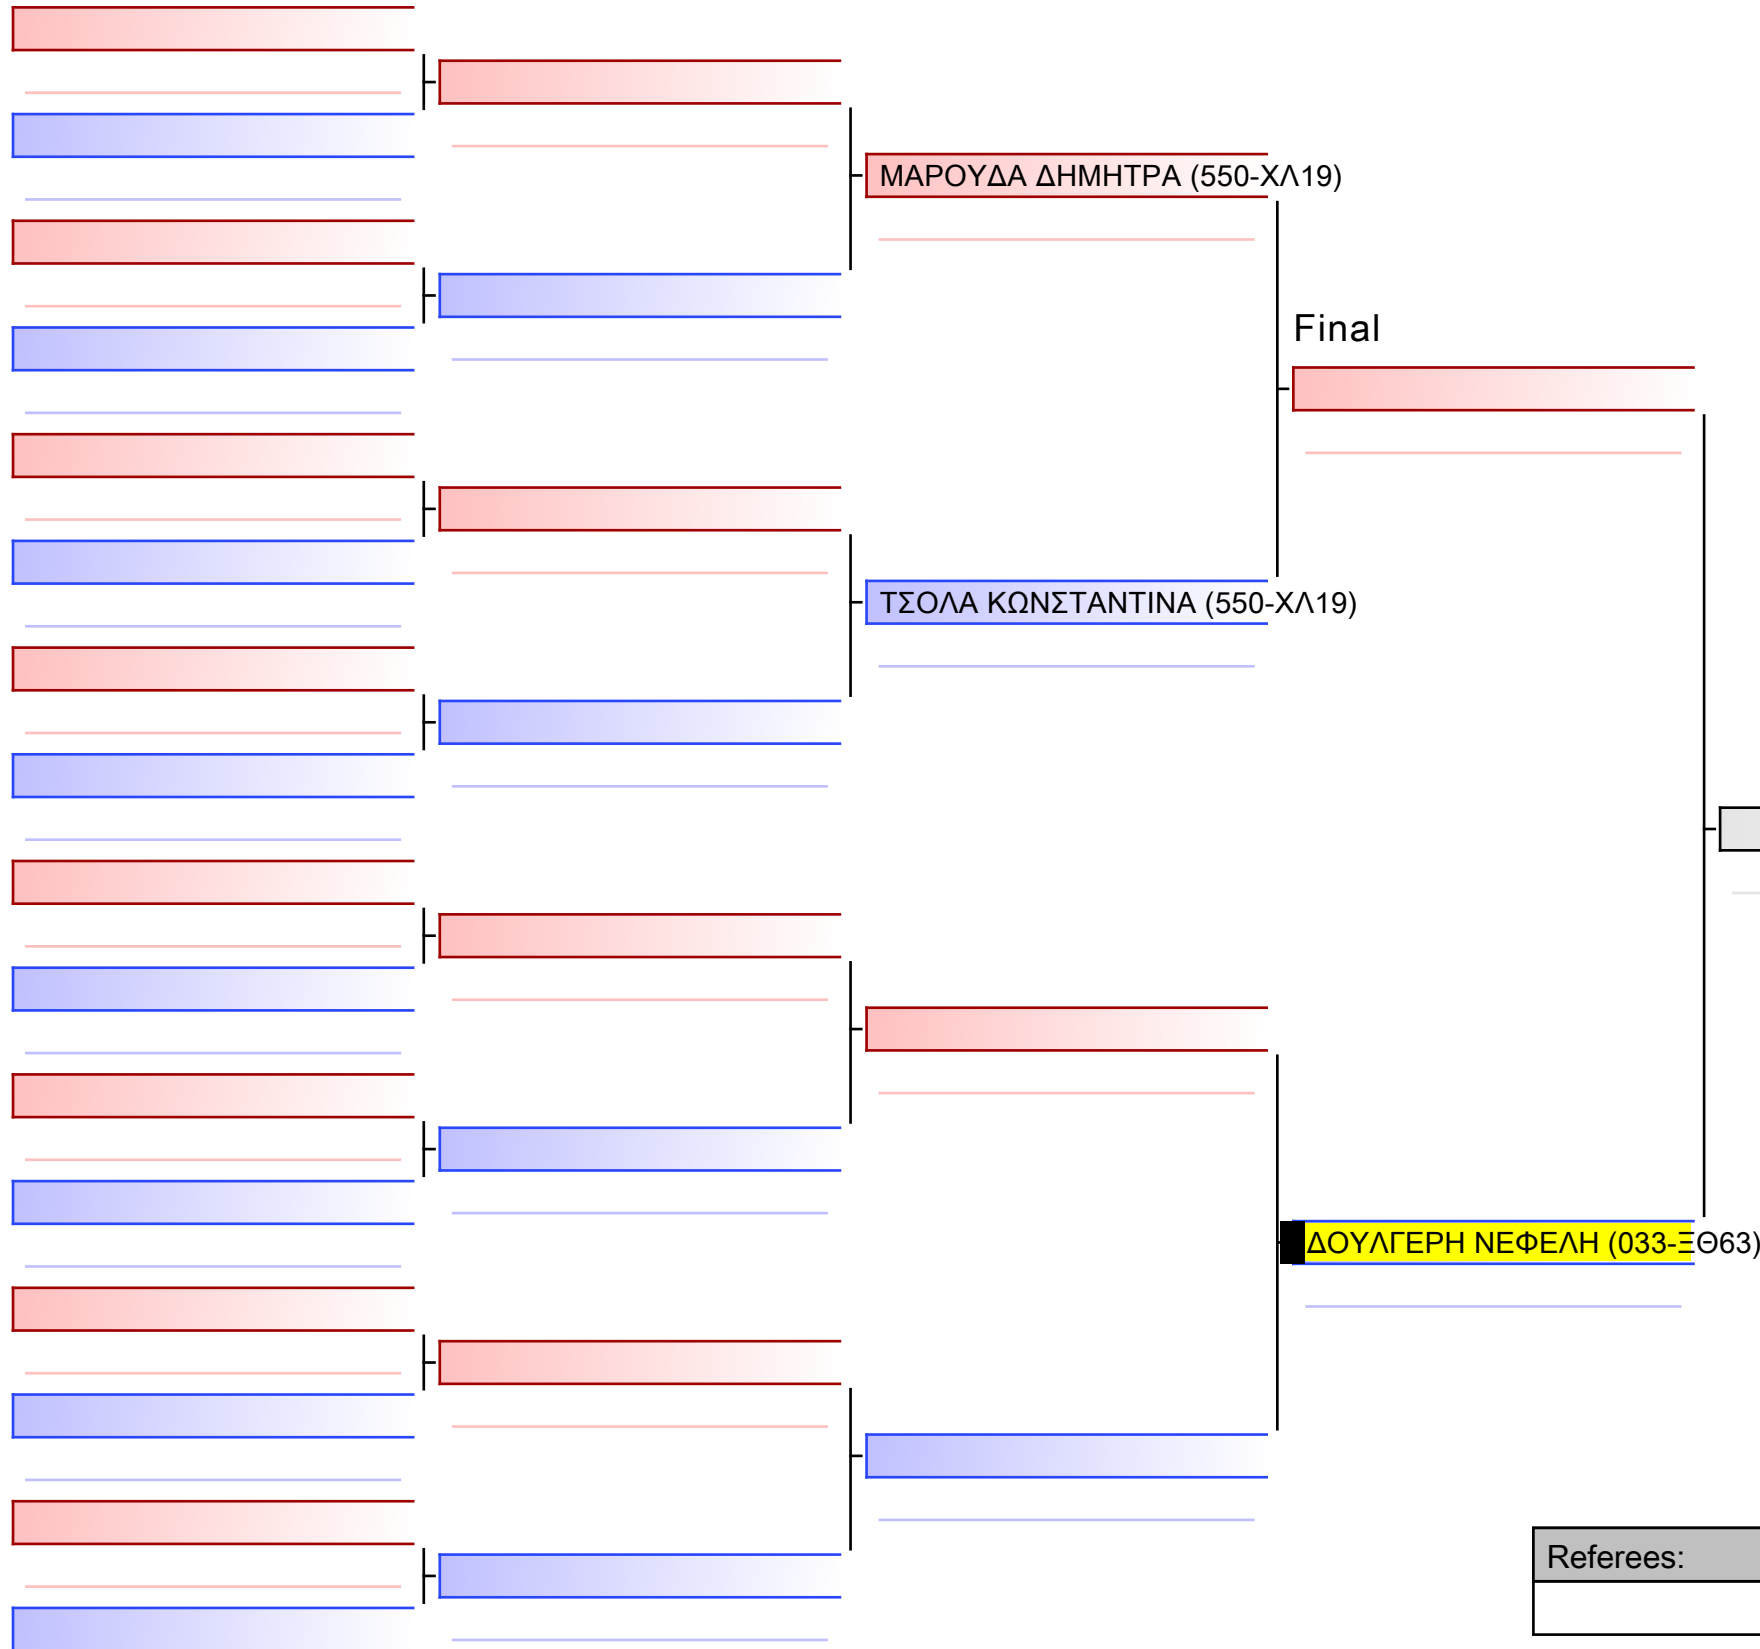 ΜΑΡΟΥΔΑ ΔΗΜΗΤΡΑ (550-ΧΛ19)
Final
ΤΣΟΛΑ ΚΩΝΣΤΑΝΤΙΝΑ (550-ΧΛ19)
ΔΟΥΛΓΕΡΗ ΝΕΦΕΛΗ (033-ΞΘ63)
Referees: